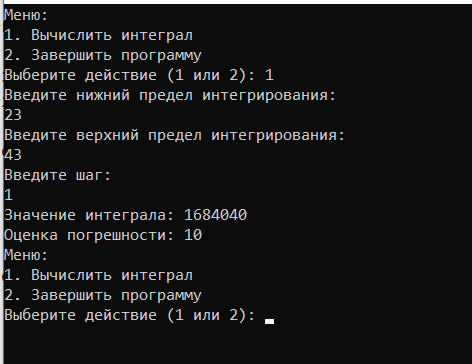 Меню:
1. Вычислить интеграл
2. Завершить программу
Выберите действие (1 или 2): 1
Введите нижний предел интегрирования:
23
Введите верхний предел интегрирования:
43
Введите шаг:
1
Значение интеграла: 1684040
Оценка погрешности: 10
Меню:
1. Вычислить интеграл
2. Завершить программу
Выберите действие (1 или 2):